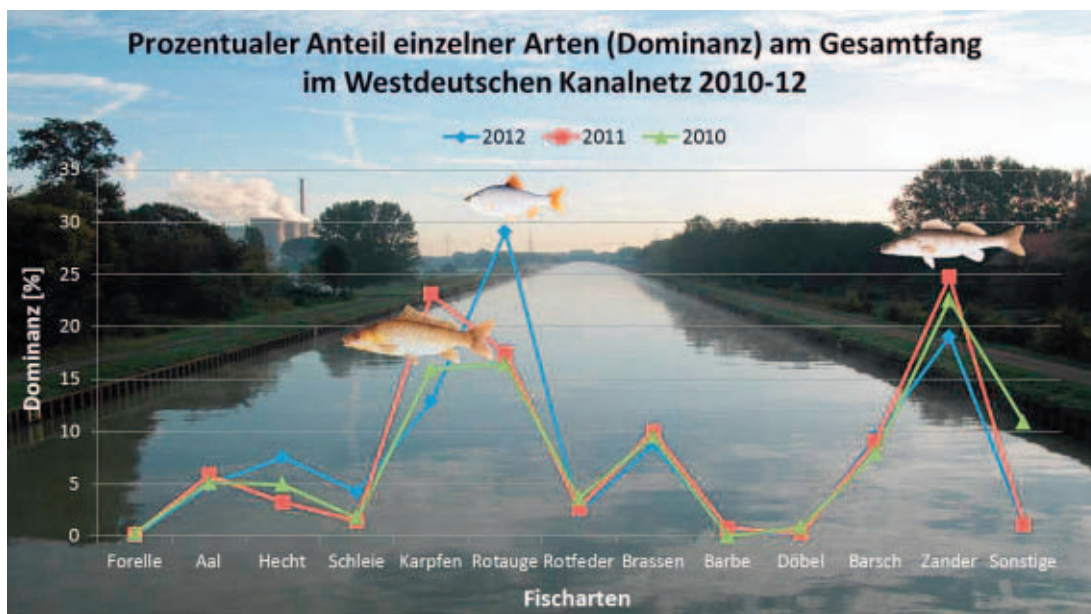 Prozentualer Anteil einzelner Arten (Dominanz) am Gesamtfang
im Westdeutschen Kanalnetz 2010-12
2012 2011 2010
Dominanz [%]
39
30
25
20
15
10
5
0
Forelle Aal Hecht Schleie Karpfen Rotauge Rotfeder Brassen Barbe Döbel Barsch Zander Sonstige
Fischarten